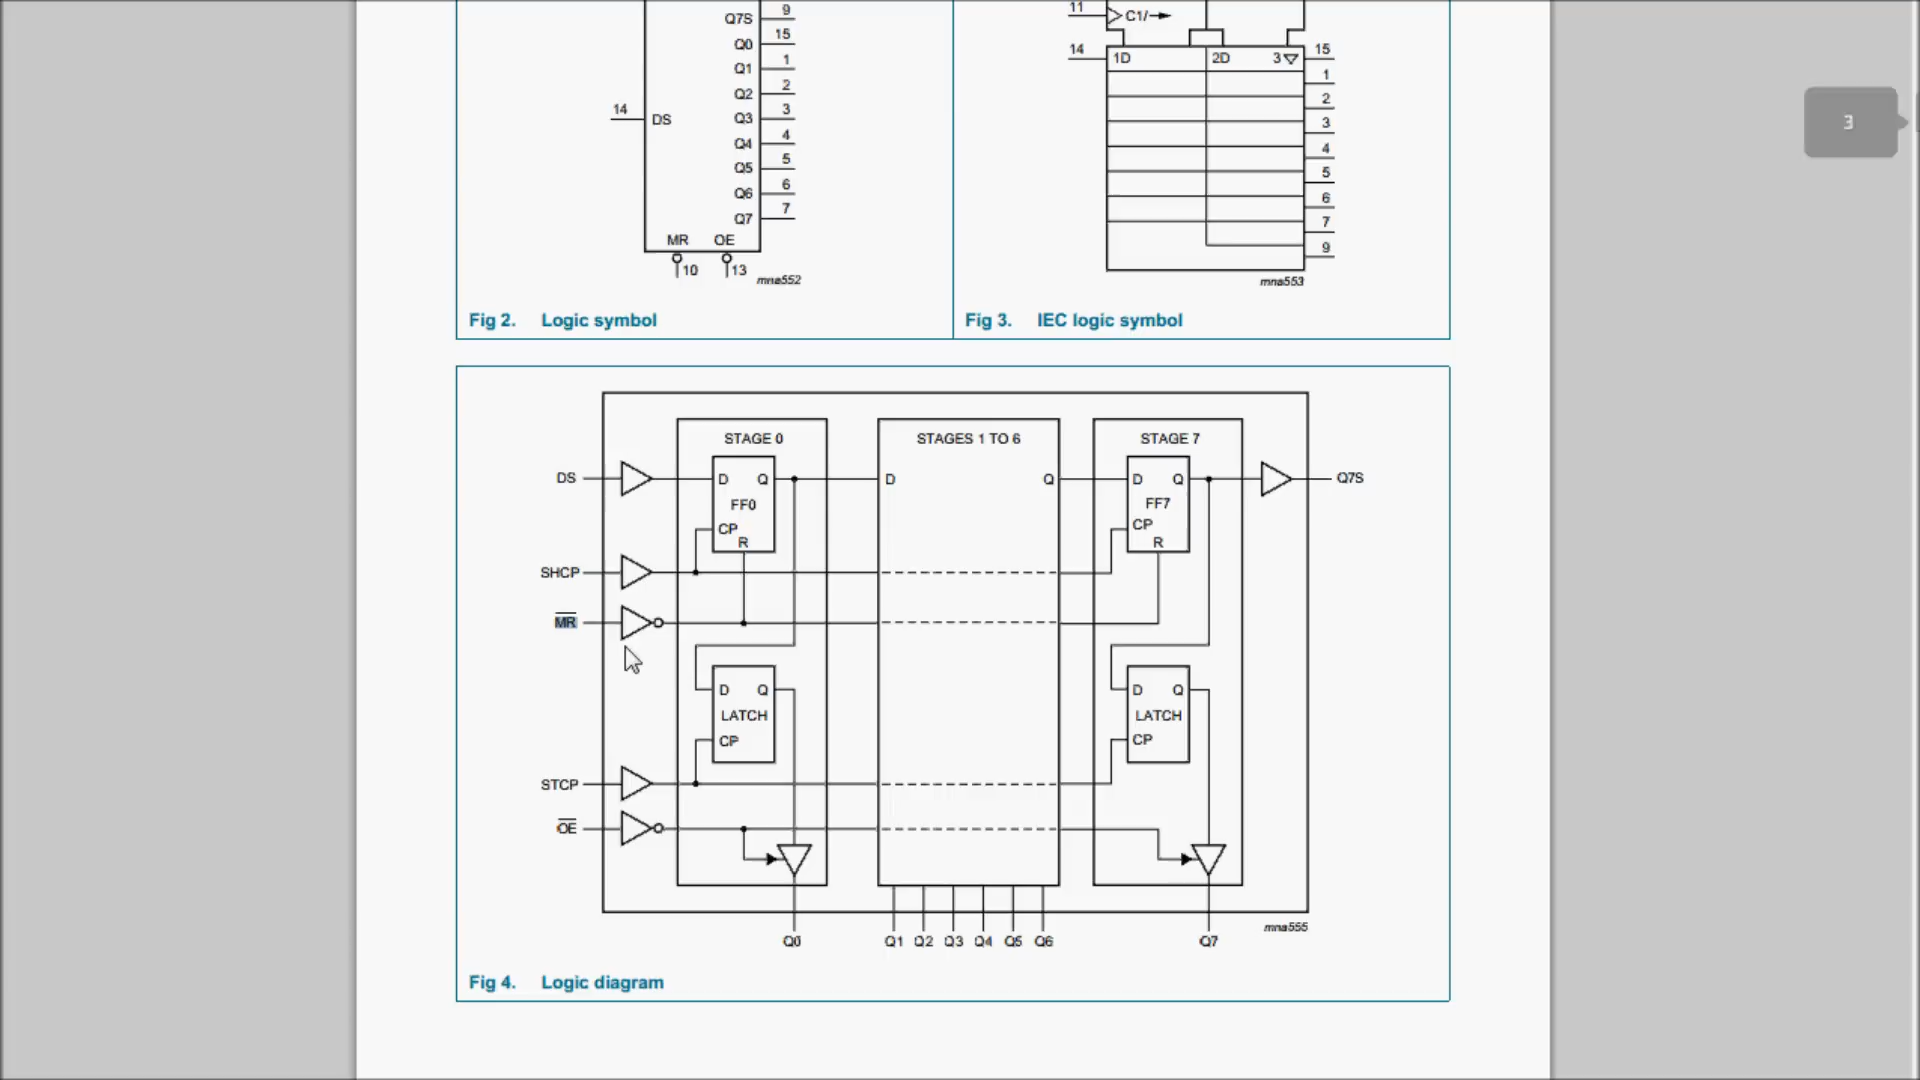 Q7S 9
Q0 15
Q1 1
Q2 2
14 DS Q3 3
Q4 4
Q5 5
Q6 6
Q7 7
MR OE
10 13
mna552
Fig 2. Logic symbol
11 C1/
14 1D 2D 3 15
1
2
3
4
5
6
7
9
mna553
Fig 3. IEC logic symbol
3
STAGE 0 STAGES 1 TO 6 STAGE 7
DS D Q D Q D Q Q7S
FF0 FF7
CP CP
R R
SHCP
MR
D Q D Q
LATCH LATCH
CP CP
STCP
OE
Q0 Q1 Q2 Q3 Q4 Q5 Q6 Q7
mna555
Fig 4. Logic diagram